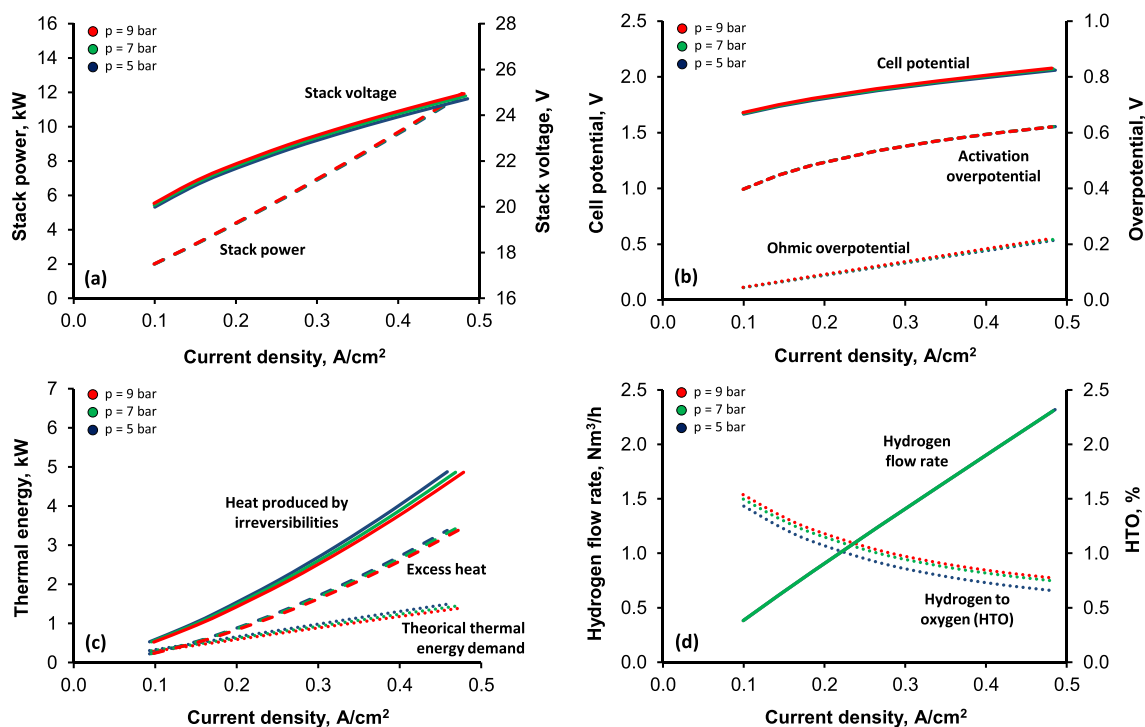 16
14
12
10
8
6
4
2
0
Stack power, kW
p = 9 bar
p = 7 bar
p = 5 bar
Stack voltage
Stack power
(a)
28
26
24
22
20
18
16
Stack voltage, V
0.0
0.1
0.2
0.3
0.4
0.5
Current density, A/cm²
2.5
2.0
1.5
1.0
0.5
0.0
Cell potential, V
p = 9 bar
p = 7 bar
p = 5 bar
Cell potential
Activation
overpotential
Ohmic overpotential
(b)
1.0
0.8
0.6
0.4
0.2
0.0
Overpotential, V
0.0
0.1
0.2
0.3
0.4
0.5
Current density, A/cm²
7
6
5
4
3
2
1
0
Thermal energy, kW
p = 9 bar
p = 7 bar
p = 5 bar
Heat produced by
irreversibilities
Excess heat
Theorical thermal
energy demand
(c)
0.0
0.1
0.2
0.3
0.4
0.5
Current density, A/cm²
2.5
2.0
1.5
1.0
0.5
0.0
Hydrogen flow rate, Nm³/h
p = 9 bar
p = 7 bar
p = 5 bar
Hydrogen
flow rate
Hydrogen to
oxygen (HTO)
(d)
2.5
2.0
1.5
1.0
0.5
0.0
HTO, %
0.0
0.1
0.2
0.3
0.4
0.5
Current density, A/cm²